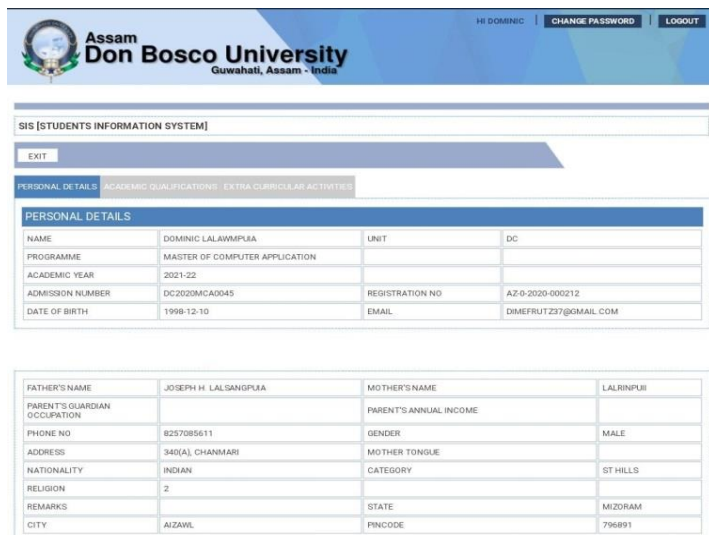 HI DOMINIC | CHANGE PASSWORD | LOGOUT
Assam
Don Bosco University
Guwahati, Assam - India
SIS [STUDENTS INFORMATION SYSTEM]
EXIT
PERSONAL DETAILS ACADEMIC QUALIFICATIONS EXTRA CURRICULAR ACTIVITIES
PERSONAL DETAILS
NAME DOMINIC LALAWMPUIA UNIT DC
PROGRAMME MASTER OF COMPUTER APPLICATION
ACADEMIC YEAR 2021-22
ADMISSION NUMBER DC2020MCA0045 REGISTRATION NO AZ-0-2020-000212
DATE OF BIRTH 1998-12-10 EMAIL DIMEFRUTZ37@GMAIL.COM
FATHER'S NAME JOSEPH H. LALSANGPUIA MOTHER'S NAME LALRINPUII
PARENT'S GUARDIAN
OCCUPATION PARENT'S ANNUAL INCOME
PHONE NO 8257085611 GENDER MALE
ADDRESS 340(A), CHANMARI MOTHER TONGUE
NATIONALITY INDIAN CATEGORY ST HILLS
RELIGION 2
REMARKS STATE MIZORAM
CITY AIZAWL PINCODE 796891